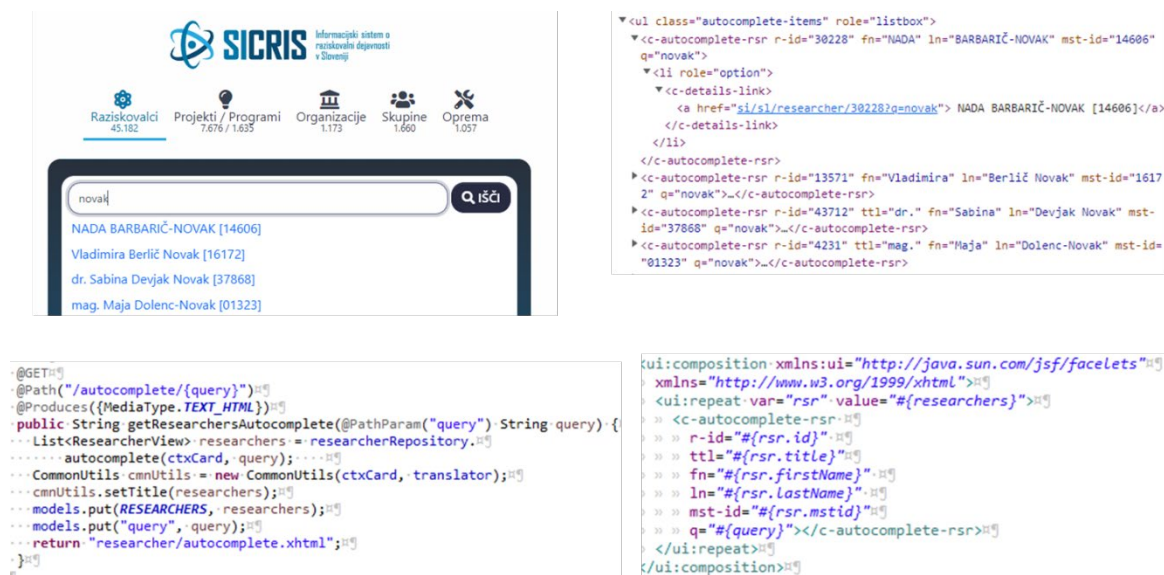 SICRIS
Informacijski sistem o
raziskovalni dejavnosti
v Sloveniji
Raziskovalci
45.182
Projekti / Programi
7.676 / 1.635
Organizacije
1.173
Skupine
1.660
Oprema
1.057
novak
IŠČI
NADA BARBARIČ-NOVAK [14606]
Vladimira Berlič Novak [16172]
dr. Sabina Devjak Novak [37868]
mag. Maja Dolenc-Novak [01323]
<ul class="autocomplete-items" role="listbox">
<c-autocomplete-rsr r-id="30228" fn="NADA" ln="BARBARIČ-NOVAK" mst-id="14606"
q="novak">
<li role="option">
<c-details-link>
<a href="si/sl/researcher/30228?q=novak"> NADA BARBARIČ-NOVAK [14606]</a>
</c-details-link>
</li>
</c-autocomplete-rsr>
<c-autocomplete-rsr r-id="13571" fn="Vladimira" ln="Berlič Novak" mst-id="1617
2" q="novak">…</c-autocomplete-rsr>
<c-autocomplete-rsr r-id="43712" ttl="dr." fn="Sabina" ln="Devjak Novak" mst-
id="37868" q="novak">…</c-autocomplete-rsr>
<c-autocomplete-rsr r-id="4231" ttl="mag." fn="Maja" ln="Dolenc-Novak" mst-id=
"01323" q="novak">…</c-autocomplete-rsr>
@GET
@Path("/autocomplete/{query}")
@Produces({MediaType.TEXT_HTML})
public String getResearchersAutocomplete(@PathParam("query") String query) {
List<ResearcherView> researchers = researcherRepository.
autocomplete(ctxCard, query);
CommonUtils cmnUtils = new CommonUtils(ctxCard, translator);
cmnUtils.setTitle(researchers);
models.put(RESEARCHERS, researchers);
models.put("query", query);
return "researcher/autocomplete.xhtml";
}
<ui:composition xmlns:ui="http://java.sun.com/jsf/facelets"
xmlns="http://www.w3.org/1999/xhtml">
<ui:repeat var="rsr" value="#{researchers}">
<c-autocomplete-rsr
r-id="#{rsr.id}"
ttl="#{rsr.title}"
fn="#{rsr.firstName}"
ln="#{rsr.lastName}"
mst-id="#{rsr.mstid}"
q="#{query}"></c-autocomplete-rsr>
</ui:repeat>
</ui:composition>